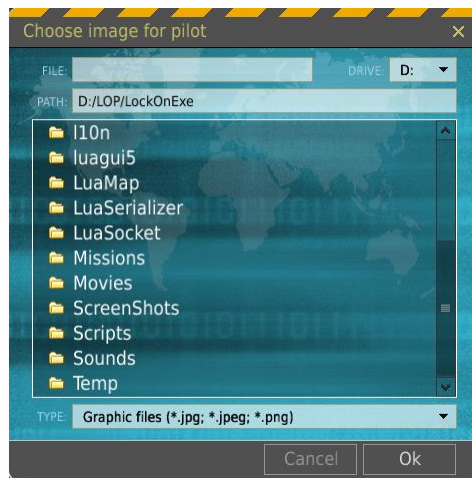 Choose image for pilot
FILE: DRIVE: D:
PATH: D:/LOP/LockOnExe
l10n
luagui5
LuaMap
LuaSerializer
LuaSocket
Missions
Movies
ScreenShots
Scripts
Sounds
Temp
TYPE: Graphic files (*.jpg; *.jpeg; *.png)
Cancel Ok